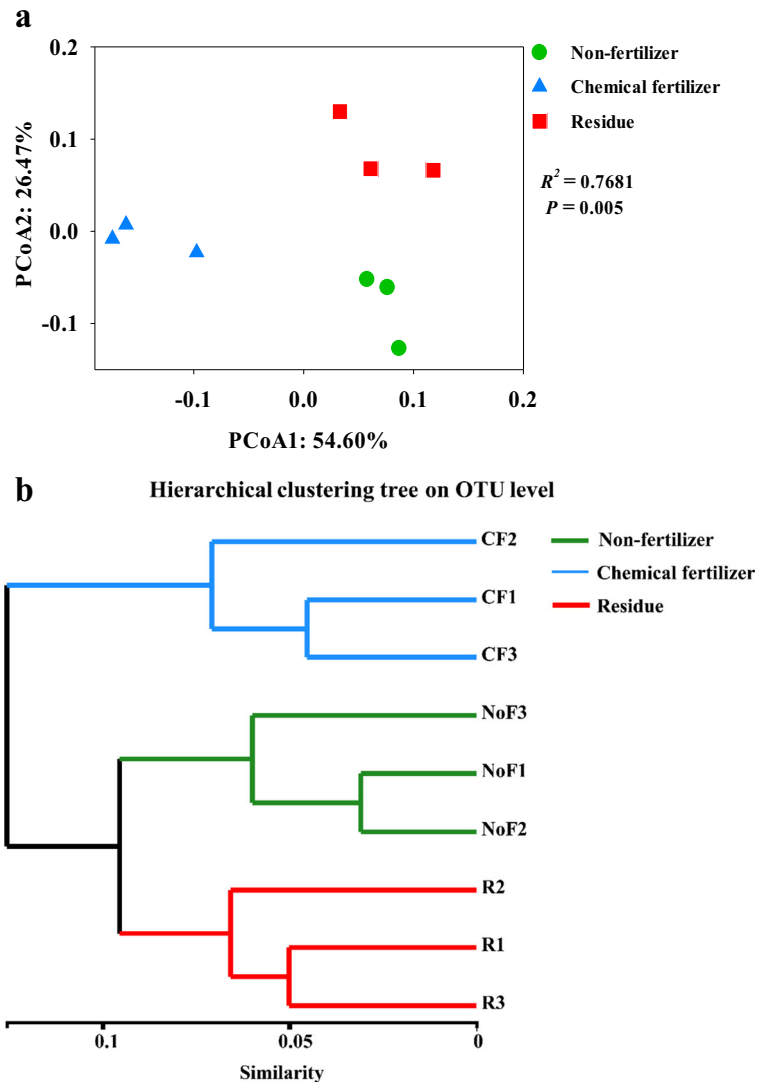 a
0.2
0.1
0.0
-0.1
PCoA2: 26.47%
-0.1 0.0 0.1 0.2
PCoA1: 54.60%
Non-fertilizer
Chemical fertilizer
Residue
R² = 0.7681
P = 0.005
b
Hierarchical clustering tree on OTU level
CF2
CF1
CF3
NoF3
NoF1
NoF2
R2
R1
R3
Non-fertilizer
Chemical fertilizer
Residue
0.1 0.05 0
Similarity